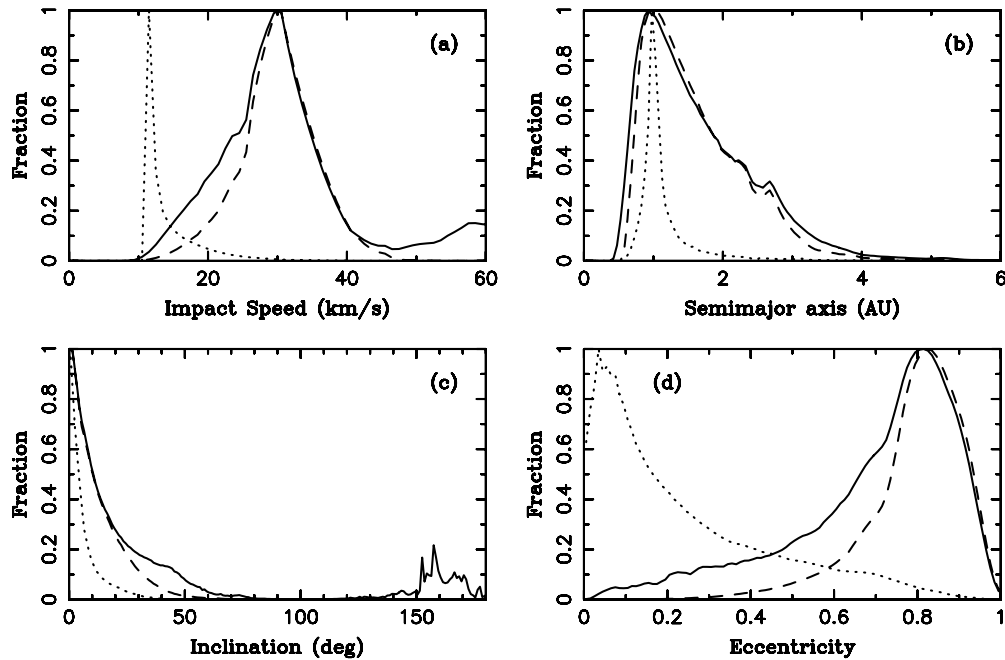 (a)
Fraction
0 0.2 0.4 0.6 0.8 1
0 20 40 60
Impact Speed (km/s)
(b)
Fraction
0 0.2 0.4 0.6 0.8 1
0 2 4 6
Semimajor axis (AU)
(c)
Fraction
0 0.2 0.4 0.6 0.8 1
0 50 100 150
Inclination (deg)
(d)
Fraction
0 0.2 0.4 0.6 0.8 1
0 0.2 0.4 0.6 0.8 1
Eccentricity